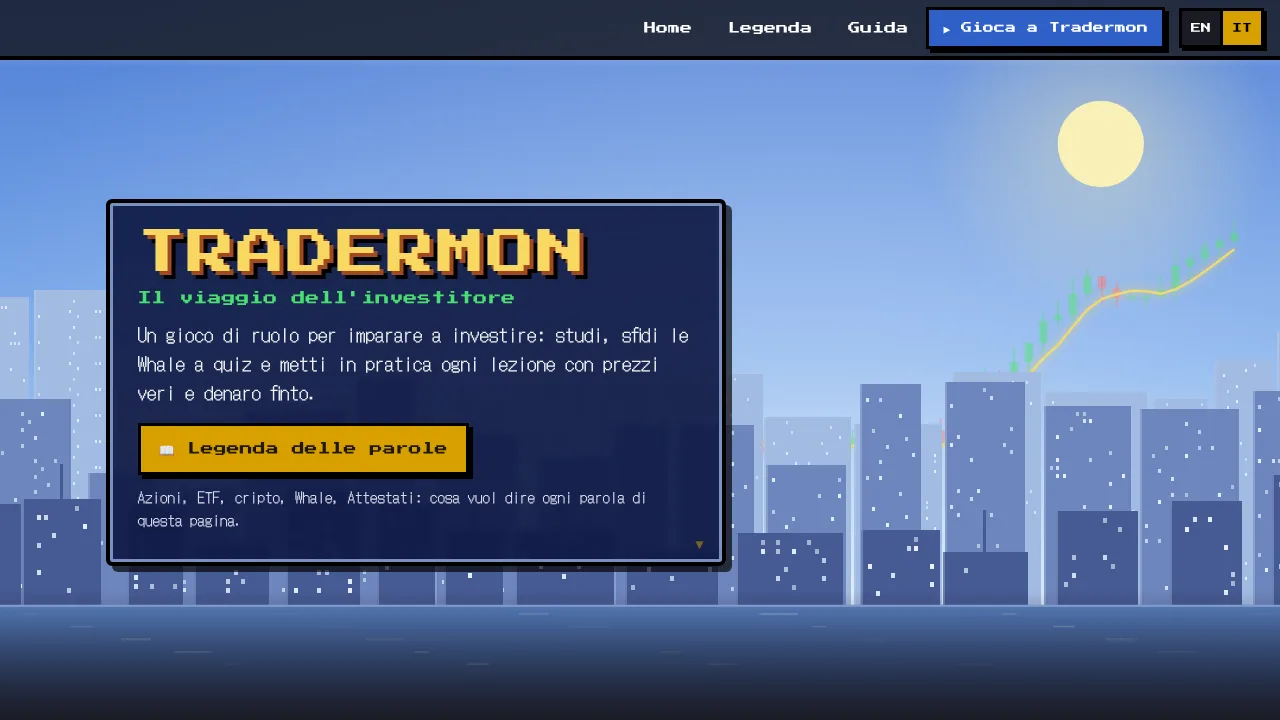 Home Legenda Guida ▶ Gioca a Tradermon EN IT
TRADERMON
Il viaggio dell'investitore
Un gioco di ruolo per imparare a investire: studi, sfidi le
Whale a quiz e metti in pratica ogni lezione con prezzi
veri e denaro finto.
📖 Legenda delle parole
Azioni, ETF, cripto, Whale, Attestati: cosa vuol dire ogni parola di
questa pagina.
▼